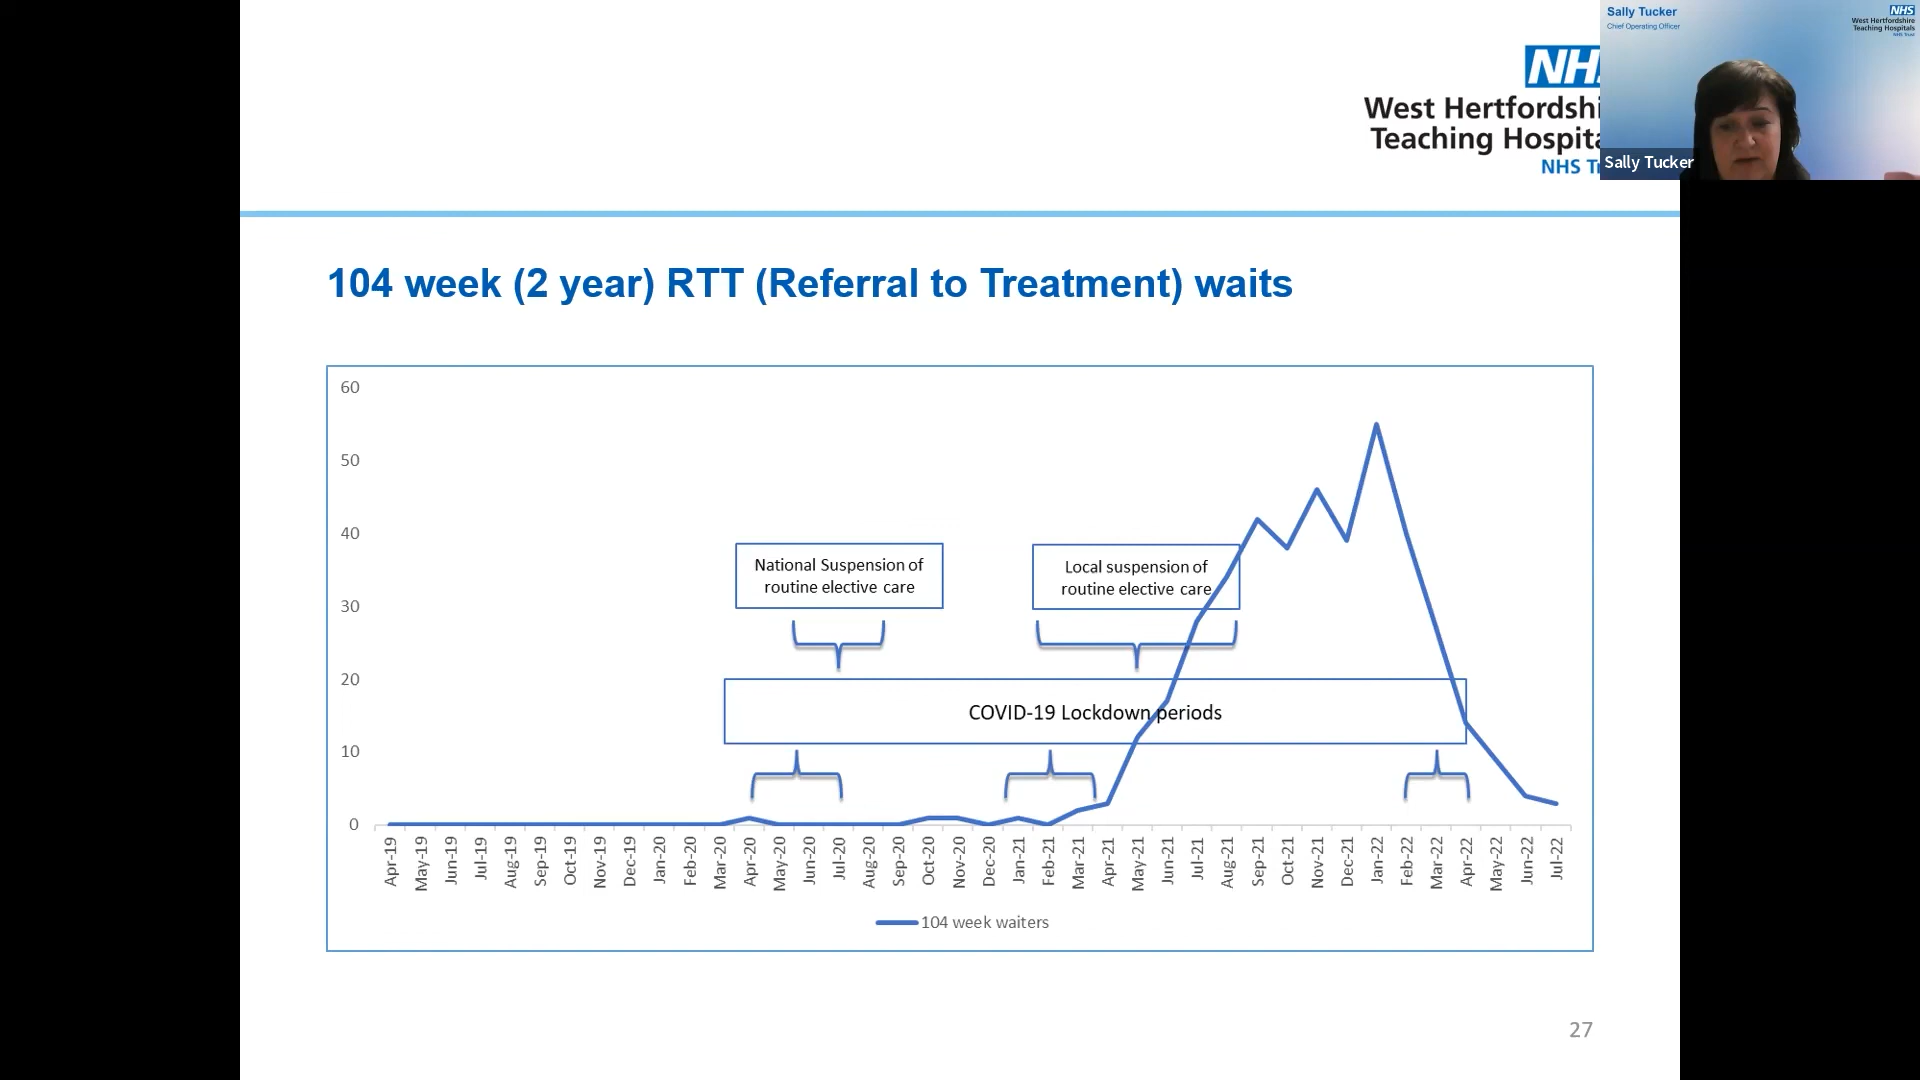 Sally Tucker
Chief Operating Officer
NHS
West Hertfordshire
Teaching Hospitals
NHS Trust
Sally Tucker
NH
West Hertfordshi
Teaching Hospita
NHS T
104 week (2 year) RTT (Referral to Treatment) waits
60
50
40
30
20
10
0
National Suspension of
routine elective care
Local suspension of
routine elective care
COVID-19 Lockdown periods
Apr-19
May-19
Jun-19
Jul-19
Aug-19
Sep-19
Oct-19
Nov-19
Dec-19
Jan-20
Feb-20
Mar-20
Apr-20
May-20
Jun-20
Jul-20
Aug-20
Sep-20
Oct-20
Nov-20
Dec-20
Jan-21
Feb-21
Mar-21
Apr-21
May-21
Jun-21
Jul-21
Aug-21
Sep-21
Oct-21
Nov-21
Dec-21
Jan-22
Feb-22
Mar-22
Apr-22
May-22
Jun-22
Jul-22
104 week waiters
27